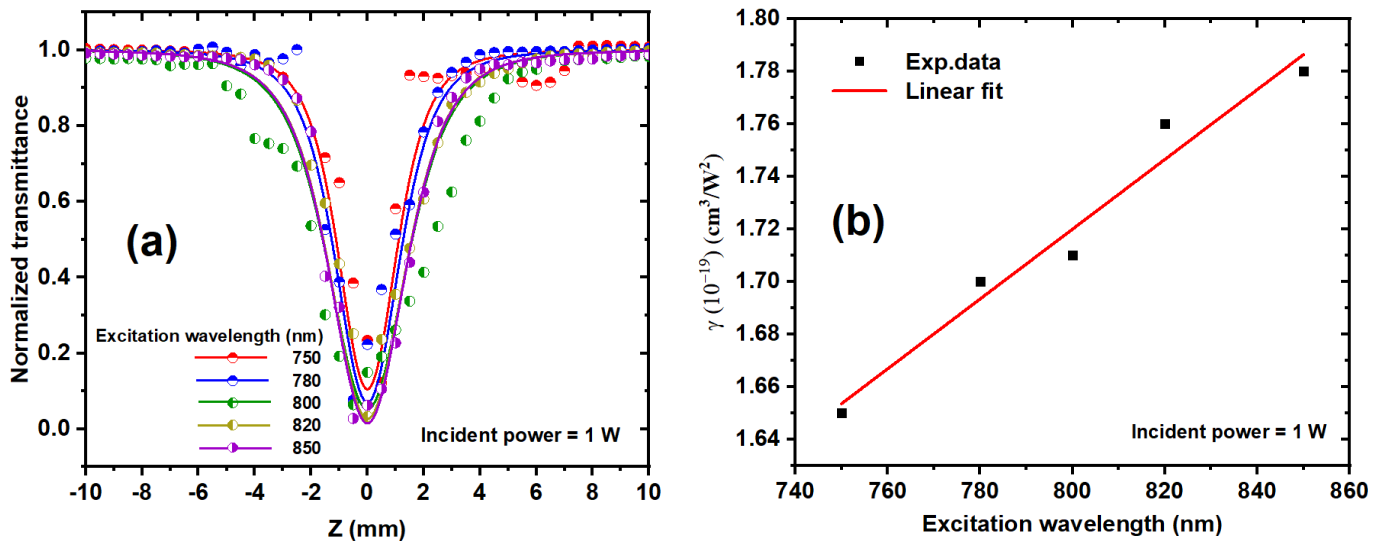 (a)
Normalized transmittance
1.0
0.8
0.6
0.4
0.2
0.0
Excitation wavelength (nm)
750
780
800
820
850
Incident power = 1 W
-10 -8 -6 -4 -2 0 2 4 6 8 10
Z (mm)
(b)
γ (10⁻¹⁹) (cm³/W²)
1.80
1.78
1.76
1.74
1.72
1.70
1.68
1.66
1.64
Exp.data
Linear fit
Incident power = 1 W
740 760 780 800 820 840 860
Excitation wavelength (nm)